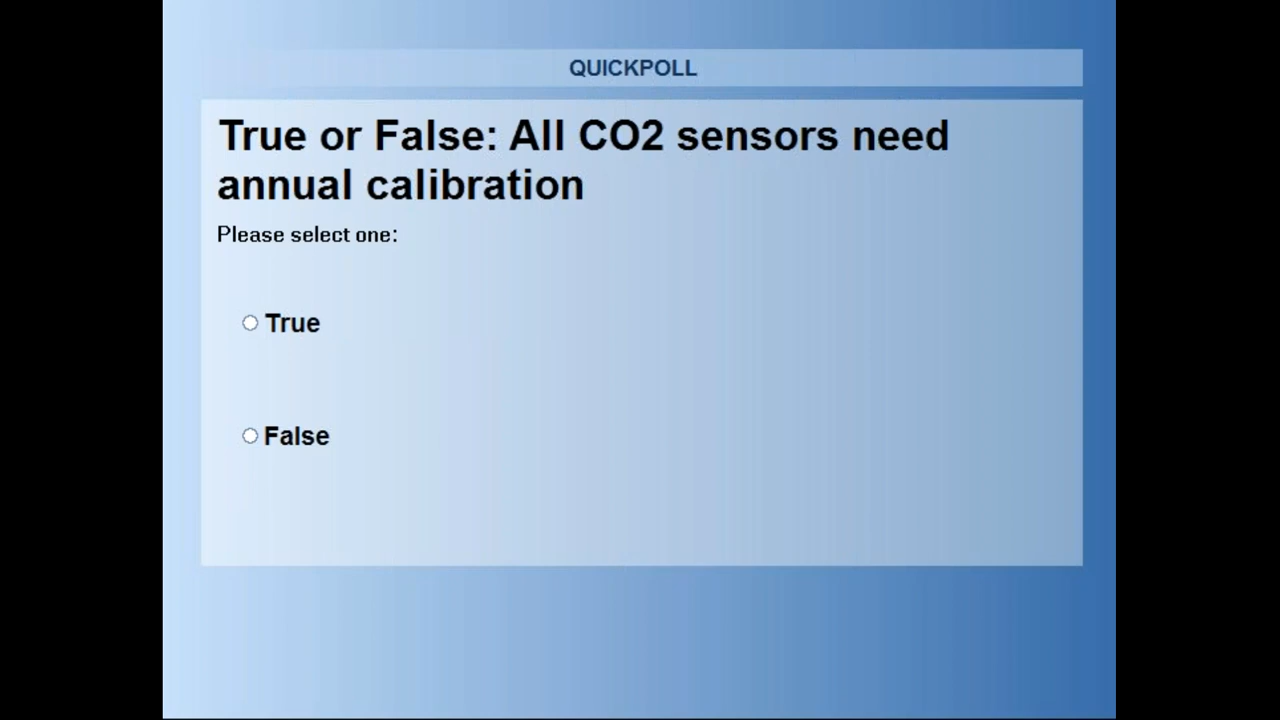 QUICKPOLL
True or False: All CO2 sensors need
annual calibration
Please select one:
True
False